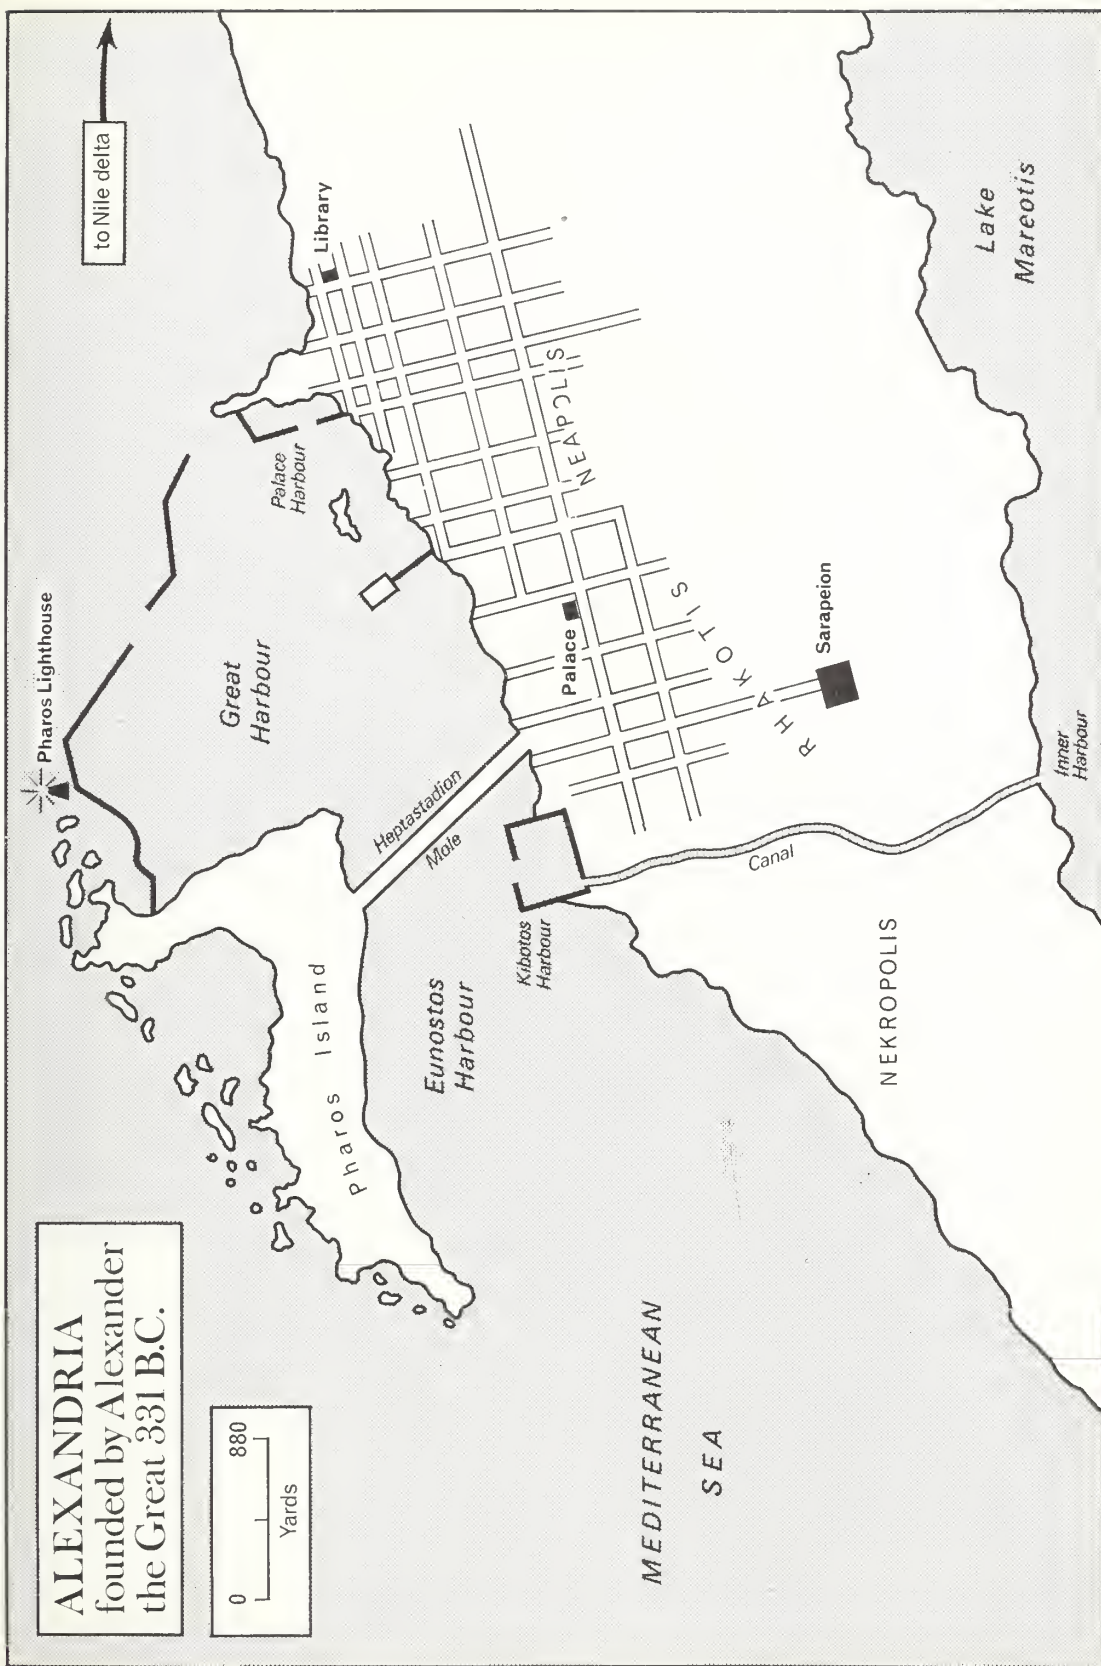 ALEXANDRIA
founded by Alexander
the Great 331 B.C.
0 880
Yards
to Nile delta
Pharos Lighthouse
Great
Harbour
Palace
Harbour
Library
Heptastadion
Mole
Pharos Island
Eunostos
Harbour
Kibotos
Harbour
Palace
NEAPOLIS
RHAKOTIS
Sarapeion
Canal
Inner
Harbour
Lake
Mareotis
NEKROPOLIS
MEDITERRANEAN
SEA